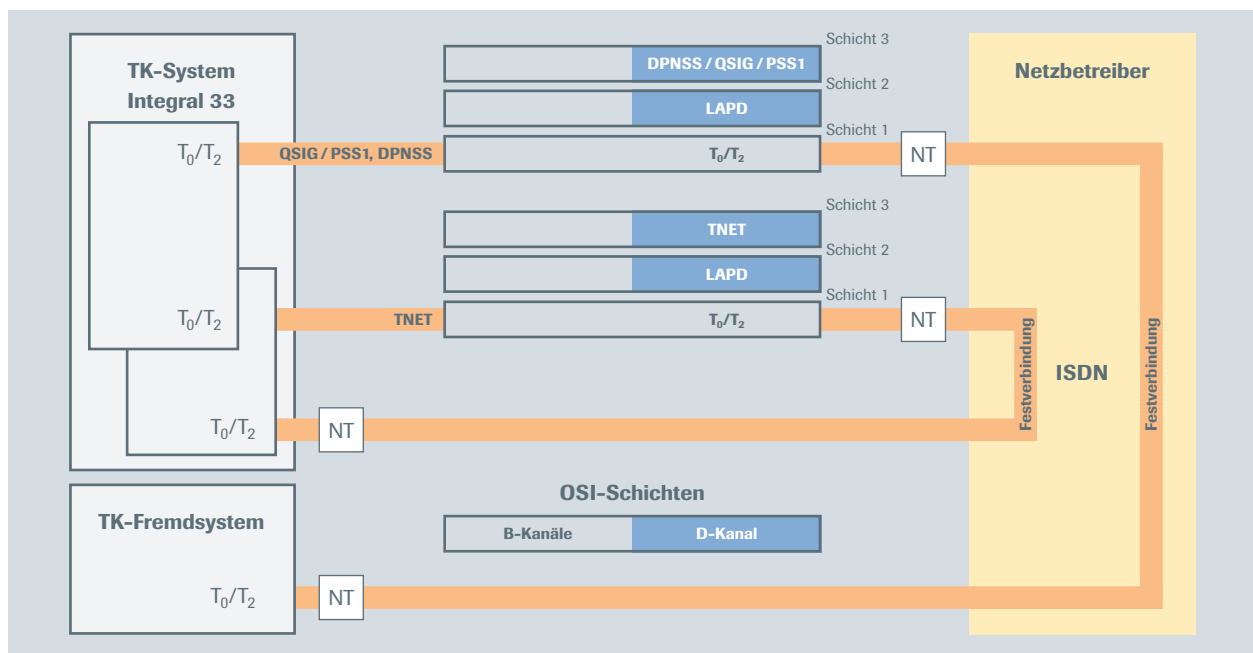 TK-System
Integral 33
T0/T2
QSIG / PSS1, DPNSS
Schicht 3
DPNSS / QSIG / PSS1
Schicht 2
LAPD
Schicht 1
T0/T2
NT
Netzbetreiber
T0/T2
TNET
Schicht 3
TNET
Schicht 2
LAPD
Schicht 1
T0/T2
NT
Festverbindung
ISDN
Festverbindung
T0/T2
NT
OSI-Schichten
B-Kanäle
D-Kanal
TK-Fremdsystem
T0/T2
NT